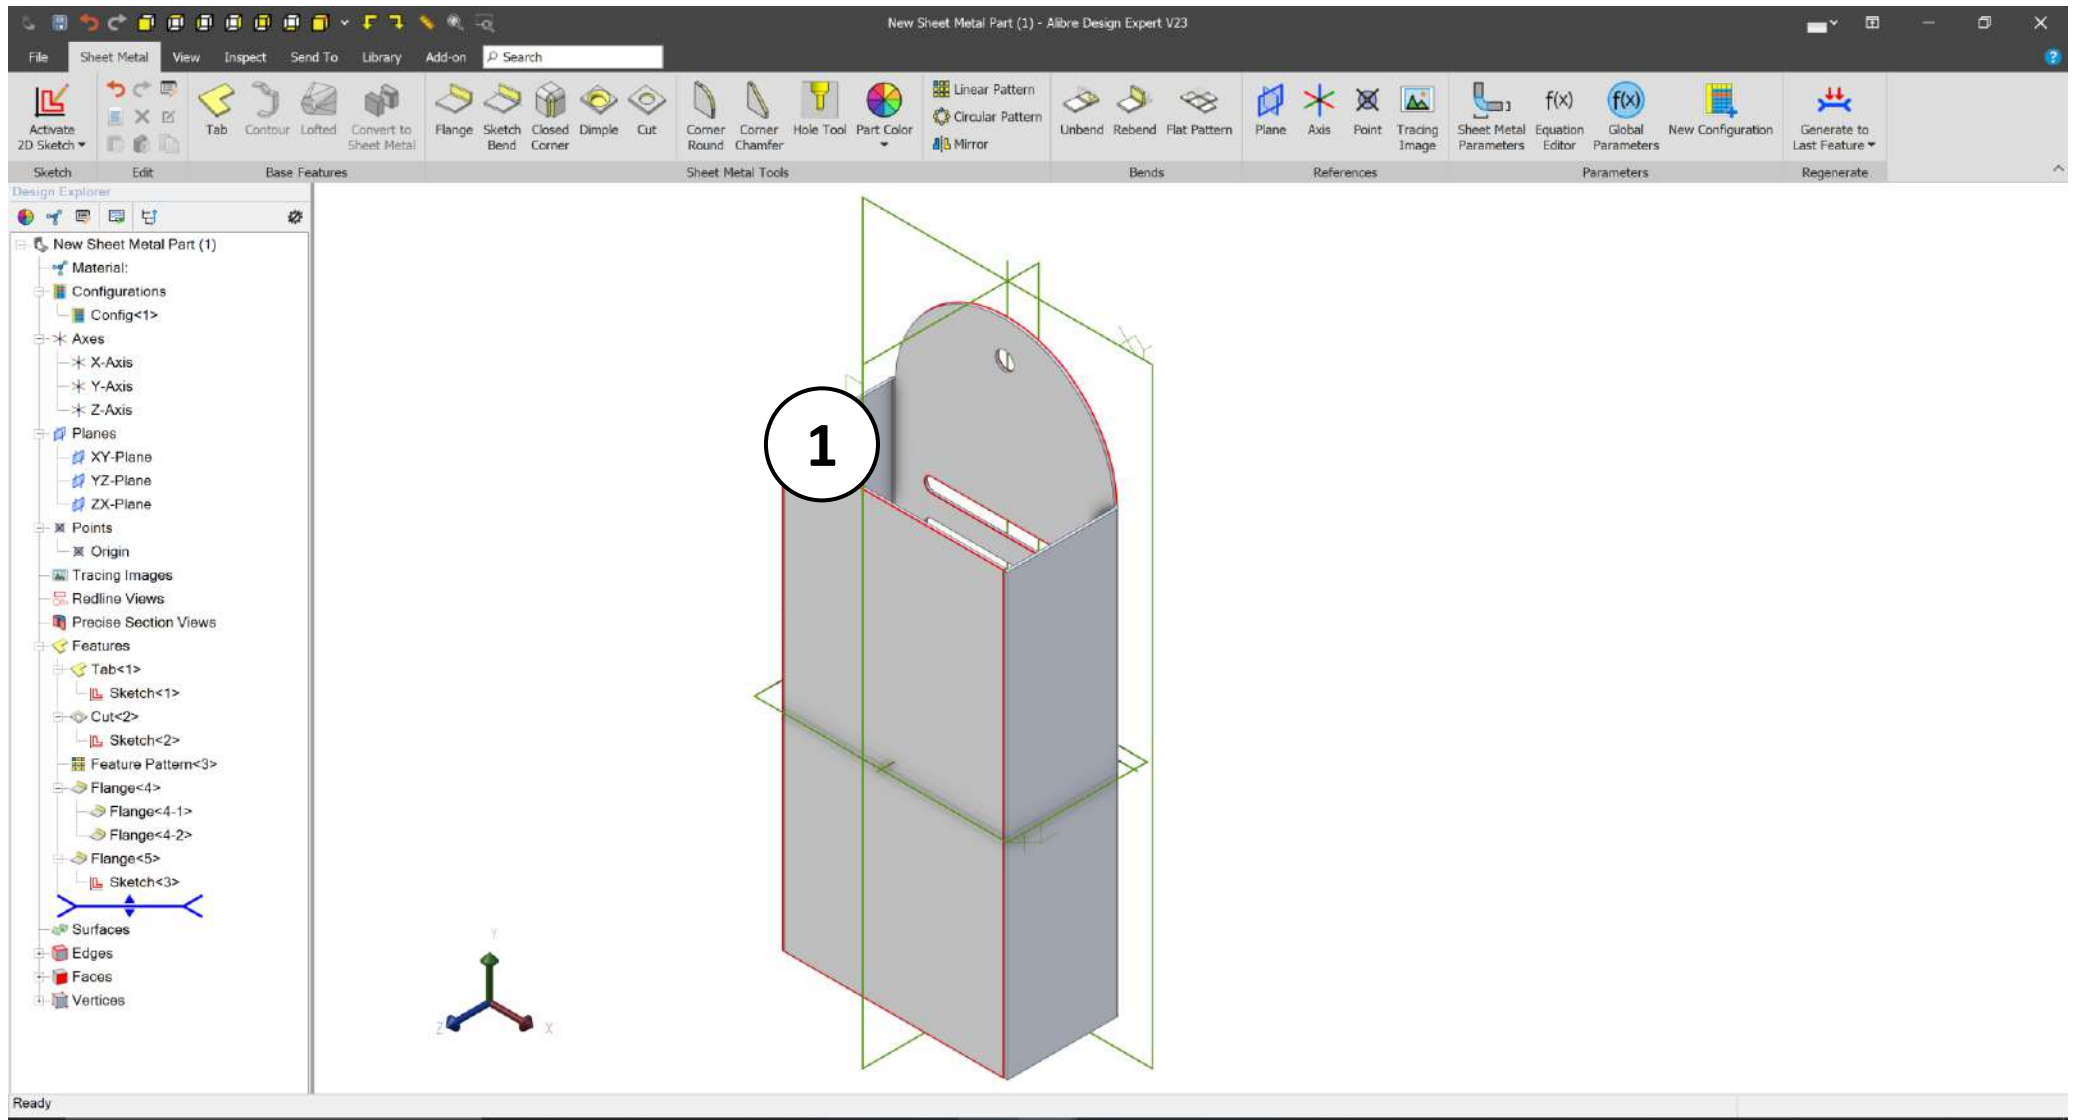 New Sheet Metal Part (1) - Alibre Design Expert V23
File Sheet Metal View Inspect Send To Library Add-on Search
Activate
2D Sketch
Tab Contour Lofted Convert to
Sheet Metal
Flange Sketch
Bend Closed
Corner Dimple Cut
Corner
Round Corner
Chamfer Hole Tool Part Color
Linear Pattern
Circular Pattern
Mirror
Unbend Rebend Flat Pattern
Plane Axis Point Tracing
Image
Sheet Metal
Parameters f(x) Equation
Editor f(x) Global
Parameters New Configuration
Generate to
Last Feature
Sketch Edit Base Features Sheet Metal Tools Bends References Parameters Regenerate
Design Explorer
New Sheet Metal Part (1)
Material:
Configurations
Config<1>
Axes
X-Axis
Y-Axis
Z-Axis
Planes
XY-Plane
YZ-Plane
ZX-Plane
Points
Origin
Tracing Images
Redline Views
Precise Section Views
Features
Tab<1>
Sketch<1>
Cut<2>
Sketch<2>
Feature Pattern<3>
Flange<4>
Flange<4-1>
Flange<4-2>
Flange<5>
Sketch<3>
Surfaces
Edges
Faces
Vertices
1
Y
Z
X
Ready